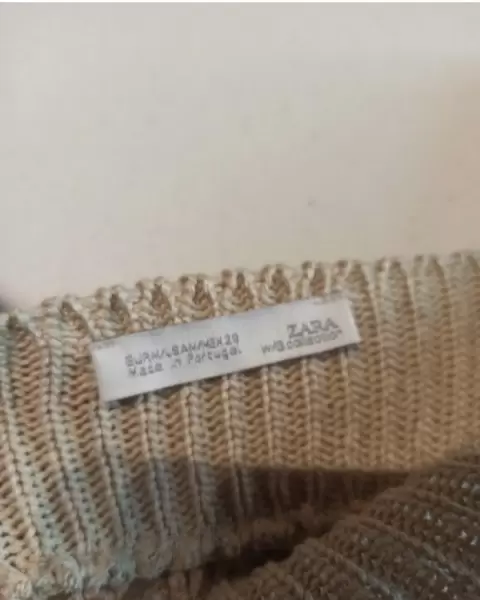 EUR M/USA M/MEX 28
Made in Portugal
ZARA
W/B collection